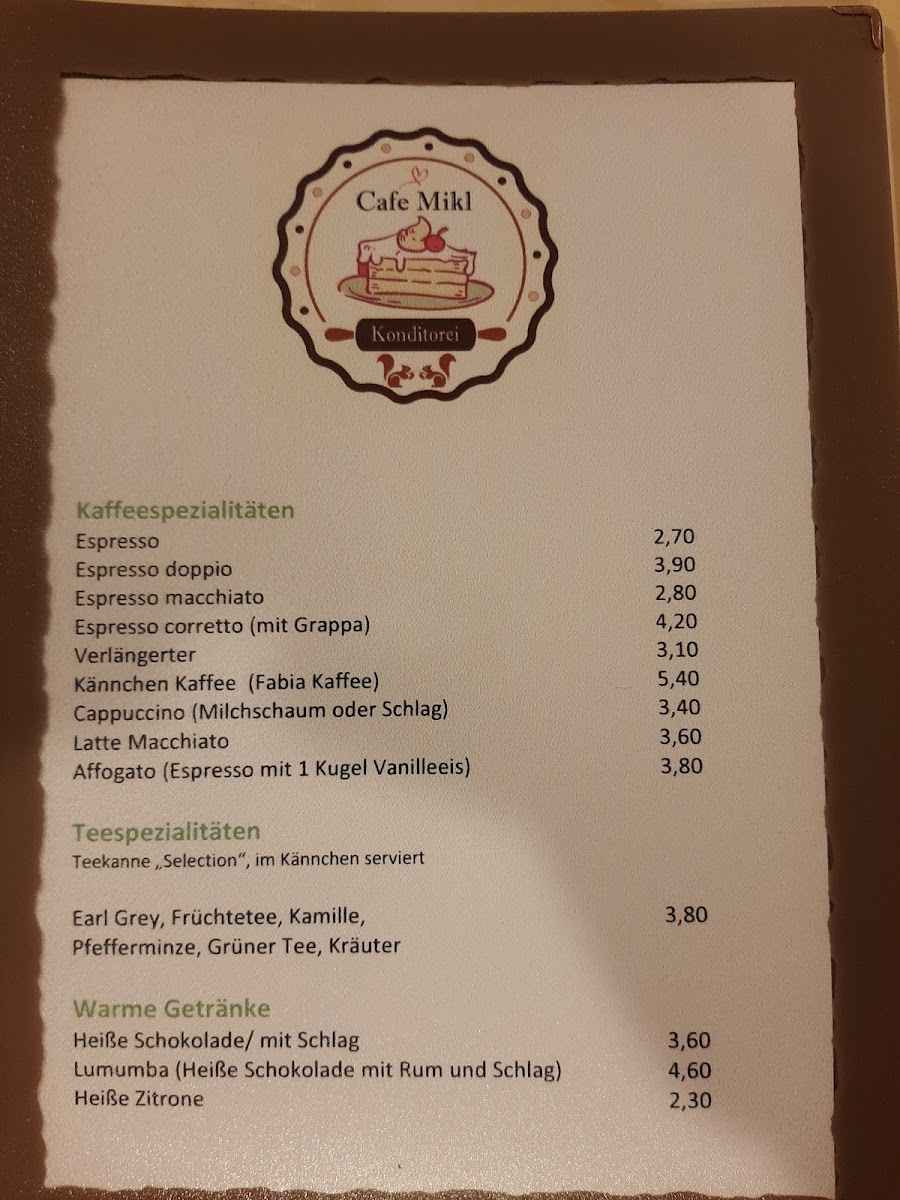 Cafe Mikl
Konditorei
Kaffeespezialitäten
Espresso 2,70
Espresso doppio 3,90
Espresso macchiato 2,80
Espresso corretto (mit Grappa) 4,20
Verlängerter 3,10
Kännchen Kaffee (Fabia Kaffee) 5,40
Cappuccino (Milchschaum oder Schlag) 3,40
Latte Macchiato 3,60
Affogato (Espresso mit 1 Kugel Vanilleeis) 3,80
Teespezialitäten
Teekanne „Selection“, im Kännchen serviert
Earl Grey, Früchtetee, Kamille, 3,80
Pfefferminze, Grüner Tee, Kräuter
Warme Getränke
Heiße Schokolade/ mit Schlag 3,60
Lumumba (Heiße Schokolade mit Rum und Schlag) 4,60
Heiße Zitrone 2,30